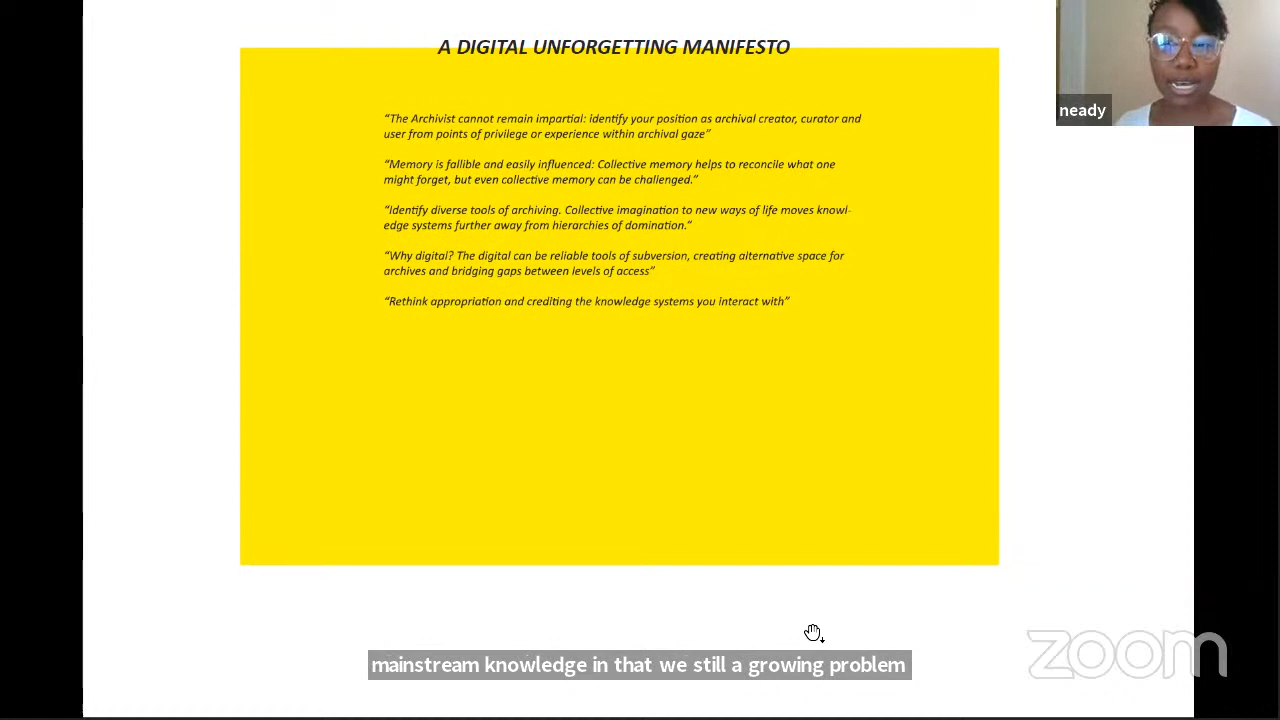 A DIGITAL UNFORGETTING MANIFESTO
“The Archivist cannot remain impartial: identify your position as archival creator, curator and
user from points of privilege or experience within archival gaze”
“Memory is fallible and easily influenced: Collective memory helps to reconcile what one
might forget, but even collective memory can be challenged.“
“Identify diverse tools of archiving. Collective imagination to new ways of life moves knowl-
edge systems further away from hierarchies of domination.”
“Why digital? The digital can be reliable tools of subversion, creating alternative space for
archives and bridging gaps between levels of access”
“Rethink appropriation and crediting the knowledge systems you interact with”
neady
mainstream knowledge in that we still a growing problem
zoom